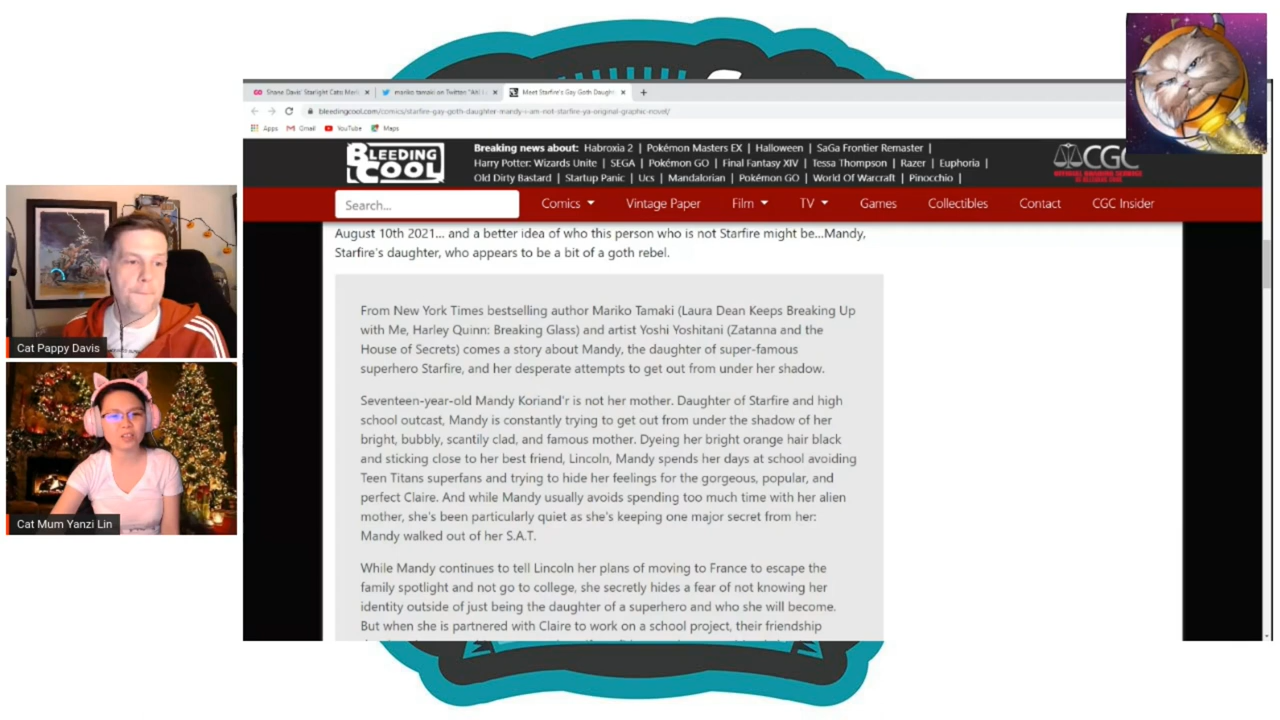 Shane Davis' Starlight Cats Meri
mariko tamaki on Twitter: "Ah! L
Meet Starfire's Gay Goth Daught
bleedingcool.com/comics/starfire-gay-goth-daughter-mandy-i-am-not-starfire-ya-original-graphic-novel/
Apps Gmail YouTube Maps
BLEEDING
COOL
Breaking news about: Habroxia 2 | Pokémon Masters EX | Halloween | SaGa Frontier Remaster |
Harry Potter: Wizards Unite | SEGA | Pokémon GO | Final Fantasy XIV | Tessa Thompson | Razer | Euphoria |
Old Dirty Bastard | Startup Panic | Ucs | Mandalorian | Pokémon GO | World Of Warcraft | Pinocchio |
CGC
Search...
Comics Vintage Paper Film TV Games Collectibles Contact CGC Insider
August 10th 2021... and a better idea of who this person who is not Starfire might be...Mandy,
Starfire's daughter, who appears to be a bit of a goth rebel.
From New York Times bestselling author Mariko Tamaki (Laura Dean Keeps Breaking Up
with Me, Harley Quinn: Breaking Glass) and artist Yoshi Yoshitani (Zatanna and the
House of Secrets) comes a story about Mandy, the daughter of super-famous
superhero Starfire, and her desperate attempts to get out from under her shadow.
Seventeen-year-old Mandy Koriand'r is not her mother. Daughter of Starfire and high
school outcast, Mandy is constantly trying to get out from under the shadow of her
bright, bubbly, scantily clad, and famous mother. Dyeing her bright orange hair black
and sticking close to her best friend, Lincoln, Mandy spends her days at school avoiding
Teen Titans superfans and trying to hide her feelings for the gorgeous, popular, and
perfect Claire. And while Mandy usually avoids spending too much time with her alien
mother, she's been particularly quiet as she's keeping one major secret from her:
Mandy walked out of her S.A.T.
While Mandy continues to tell Lincoln her plans of moving to France to escape the
family spotlight and not go to college, she secretly hides a fear of not knowing her
identity outside of just being the daughter of a superhero and who she will become.
But when she is partnered with Claire to work on a school project, their friendship
Cat Pappy Davis
Cat Mum Yanzi Lin